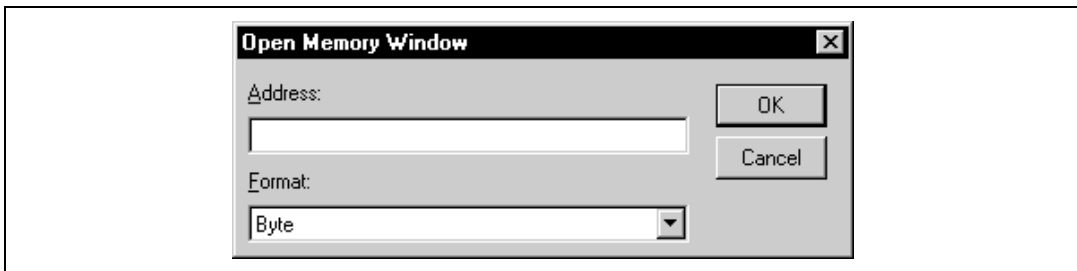 Open Memory Window
Address:
OK
Cancel
Format:
Byte